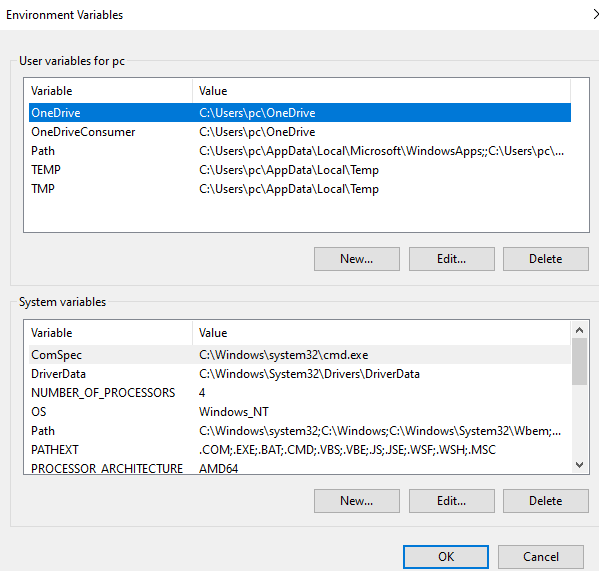 Environment Variables
User variables for pc
Variable Value
OneDrive C:\Users\pc\OneDrive
OneDriveConsumer C:\Users\pc\OneDrive
Path C:\Users\pc\AppData\Local\Microsoft\WindowsApps;;C:\Users\pc\...
TEMP C:\Users\pc\AppData\Local\Temp
TMP C:\Users\pc\AppData\Local\Temp
New... Edit... Delete
System variables
Variable Value
ComSpec C:\Windows\system32\cmd.exe
DriverData C:\Windows\System32\Drivers\DriverData
NUMBER_OF_PROCESSORS 4
OS Windows_NT
Path C:\Windows\system32;C:\Windows;C:\Windows\System32\Wbem;...
PATHEXT .COM;.EXE;.BAT;.CMD;.VBS;.VBE;.JS;.JSE;.WSF;.WSH;.MSC
PROCESSOR_ARCHITECTURE AMD64
New... Edit... Delete
OK Cancel